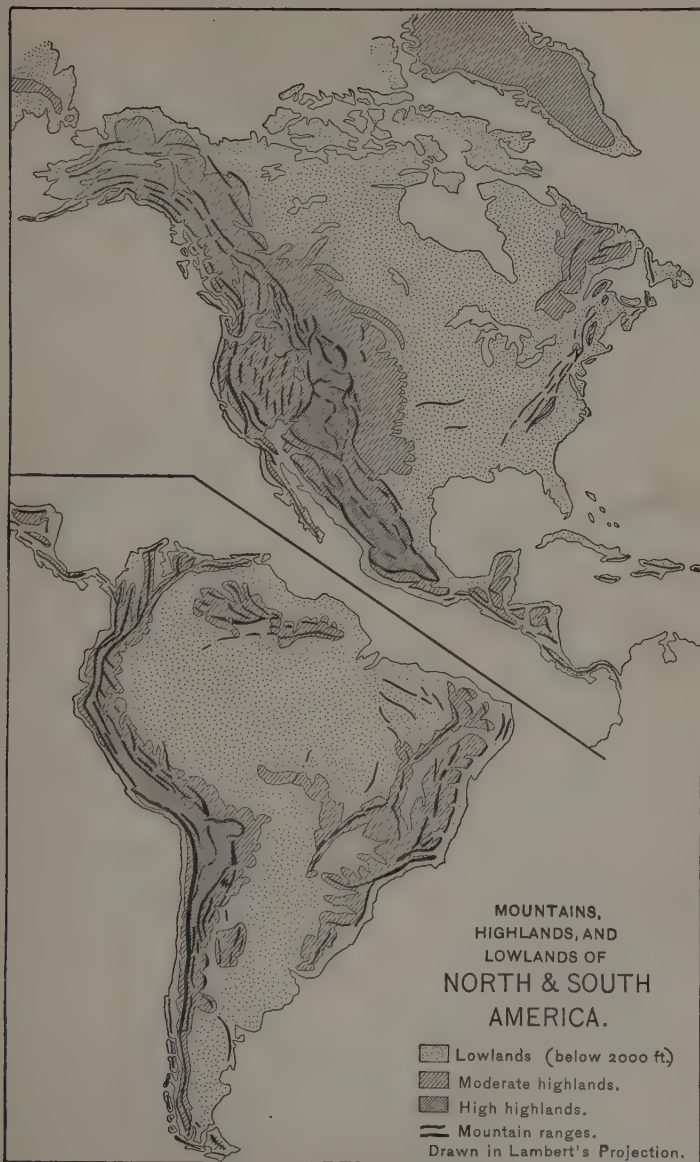 MOUNTAINS,
HIGHLANDS, AND
LOWLANDS OF
NORTH & SOUTH
AMERICA.
Lowlands (below 2000 ft.)
Moderate highlands.
High highlands.
Mountain ranges.
Drawn in Lambert's Projection.